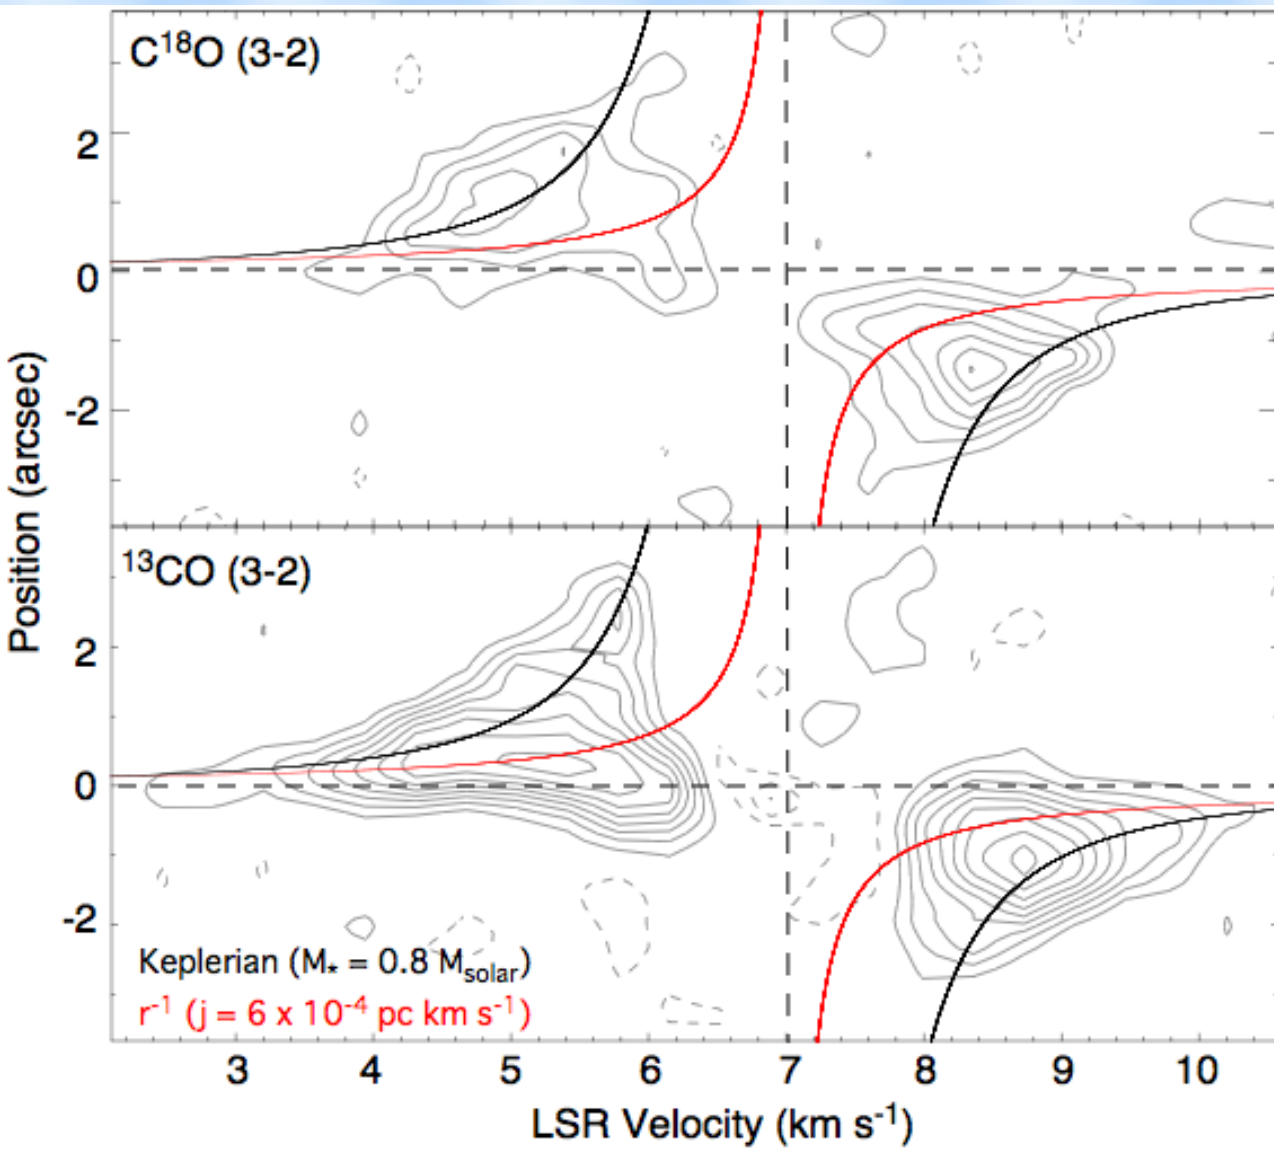 C¹⁸O (3-2)
2
0
-2
Position (arcsec)
¹³CO (3-2)
2
0
-2
Keplerian (M⁎ = 0.8 Mₛₒₗₐᵣ)
r⁻¹ (j = 6 x 10⁻⁴ pc km s⁻¹)
3 4 5 6 7 8 9 10
LSR Velocity (km s⁻¹)